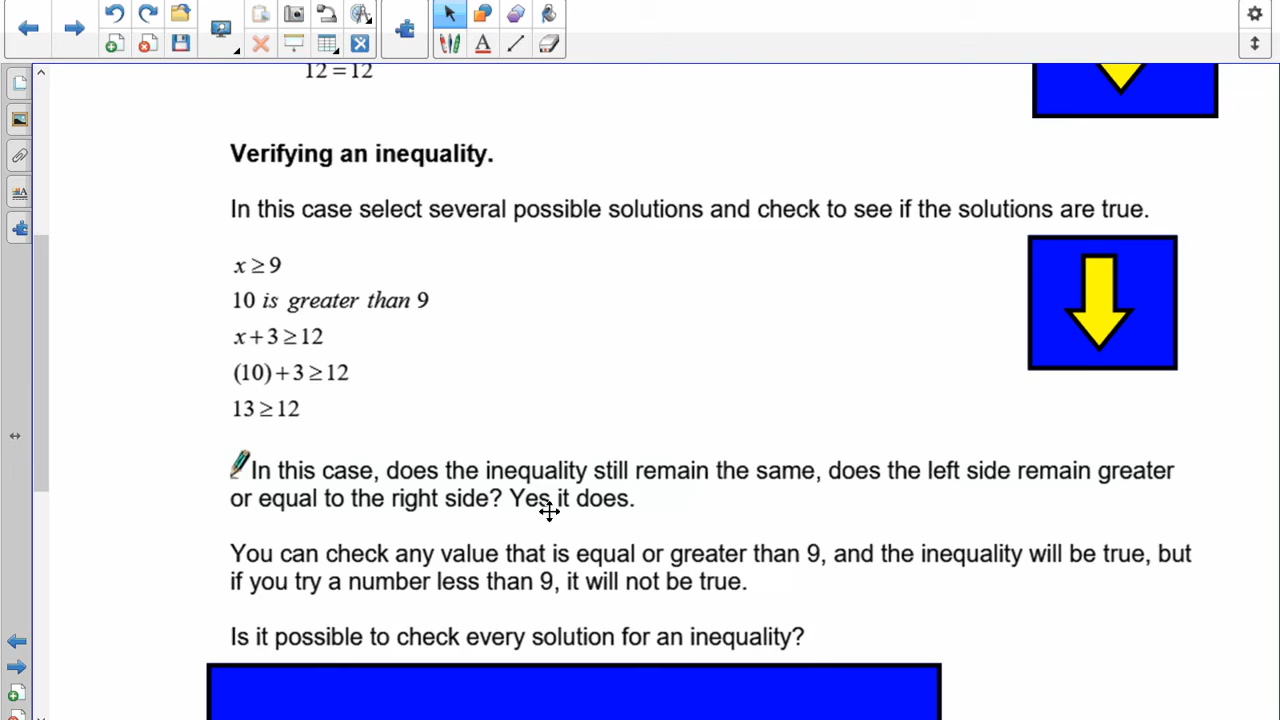 12 = 12
Verifying an inequality.
In this case select several possible solutions and check to see if the solutions are true.
x ≥ 9
10 is greater than 9
x + 3 ≥ 12
(10) + 3 ≥ 12
13 ≥ 12
In this case, does the inequality still remain the same, does the left side remain greater
or equal to the right side? Yes it does.
You can check any value that is equal or greater than 9, and the inequality will be true, but
if you try a number less than 9, it will not be true.
Is it possible to check every solution for an inequality?